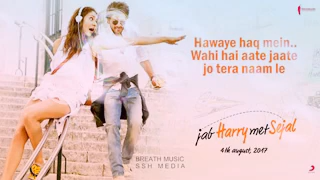 Hawaye haq mein..
Wahi hai aate jaate
jo tera naam le
jab Harry met Sejal
4th august, 2017
BREATH MUSIC
SSH MEDIA